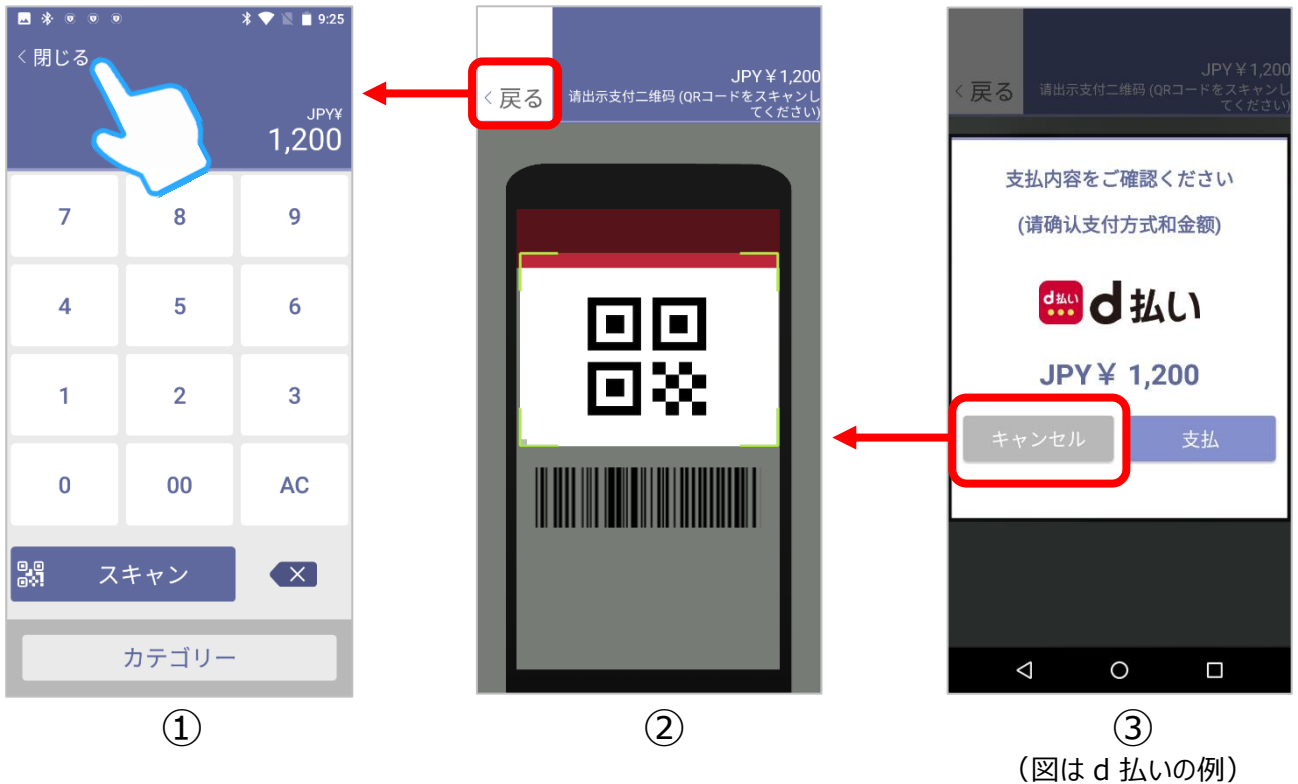 9:25
< 閉じる
JPY¥
1,200
7 8 9
4 5 6
1 2 3
0 00 AC
スキャン
カテゴリー
①
JPY¥1,200
< 戻る
请出示支付二维码 (QRコードをスキャンし
てください)
②
JPY¥1,200
< 戻る
请出示支付二维码 (QRコードをスキャンし
てください)
支払内容をご確認ください
(请确认支付方式和金额)
d払い d払い
JPY¥ 1,200
キャンセル 支払
③
（図は d 払いの例）